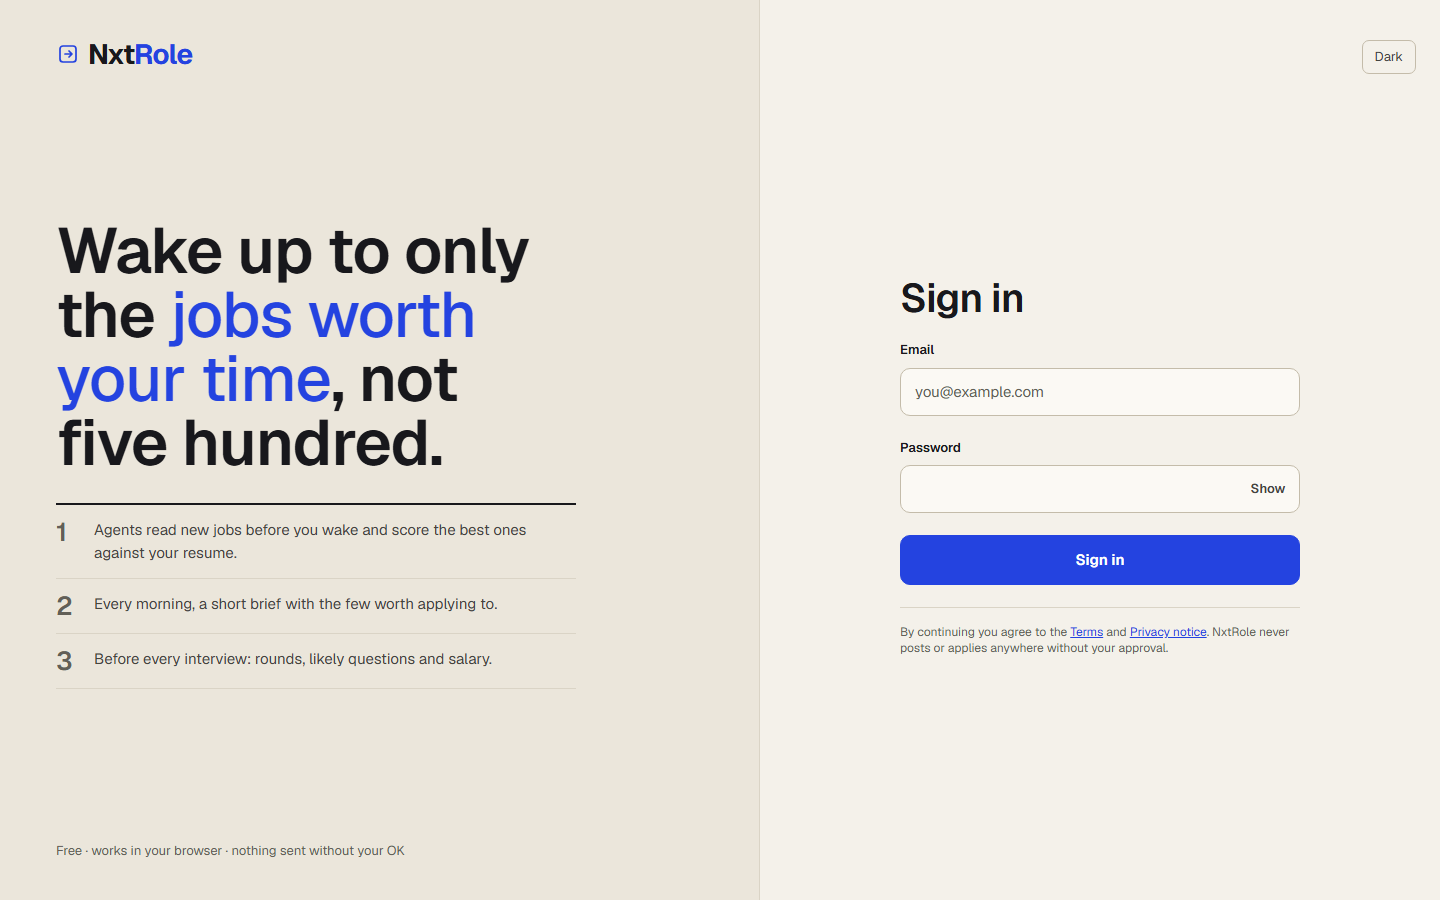 NxtRole
Dark
Wake up to only
the jobs worth
your time, not
five hundred.
1 Agents read new jobs before you wake and score the best ones
against your resume.
2 Every morning, a short brief with the few worth applying to.
3 Before every interview: rounds, likely questions and salary.
Free · works in your browser · nothing sent without your OK
Sign in
Email
you@example.com
Password
Show
Sign in
By continuing you agree to the Terms and Privacy notice. NxtRole never
posts or applies anywhere without your approval.